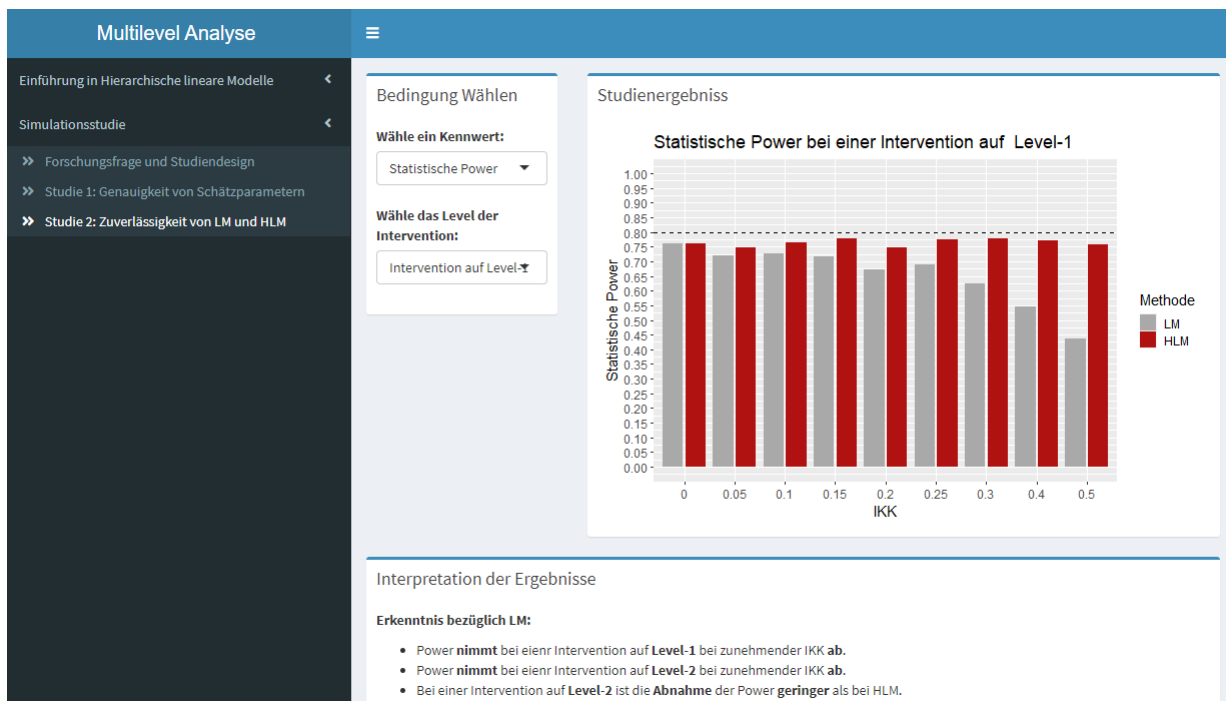 Multilevel Analyse
Einführung in Hierarchische lineare Modelle
Simulationsstudie
Forschungsfrage und Studiendesign
Studie 1: Genauigkeit von Schätzparametern
Studie 2: Zuverlässigkeit von LM und HLM
Bedingung Wählen
Wähle ein Kennwert:
Statistische Power
Wähle das Level der
Intervention:
Intervention auf Level-1
Studienergebniss
Statistische Power bei einer Intervention auf Level-1
1.00
0.95
0.90
0.85
0.80
0.75
0.70
0.65
0.60
0.55
0.50
0.45
0.40
0.35
0.30
0.25
0.20
0.15
0.10
0.05
0.00
Statistische Power
0 0.05 0.1 0.15 0.2 0.25 0.3 0.4 0.5
IKK
Methode
LM
HLM
Interpretation der Ergebnisse
Erkenntnis bezüglich LM:
Power nimmt bei eienr Intervention auf Level-1 bei zunehmender IKK ab.
Power nimmt bei eienr Intervention auf Level-2 bei zunehmender IKK ab.
Bei einer Intervention auf Level-2 ist die Abnahme der Power geringer als bei HLM.